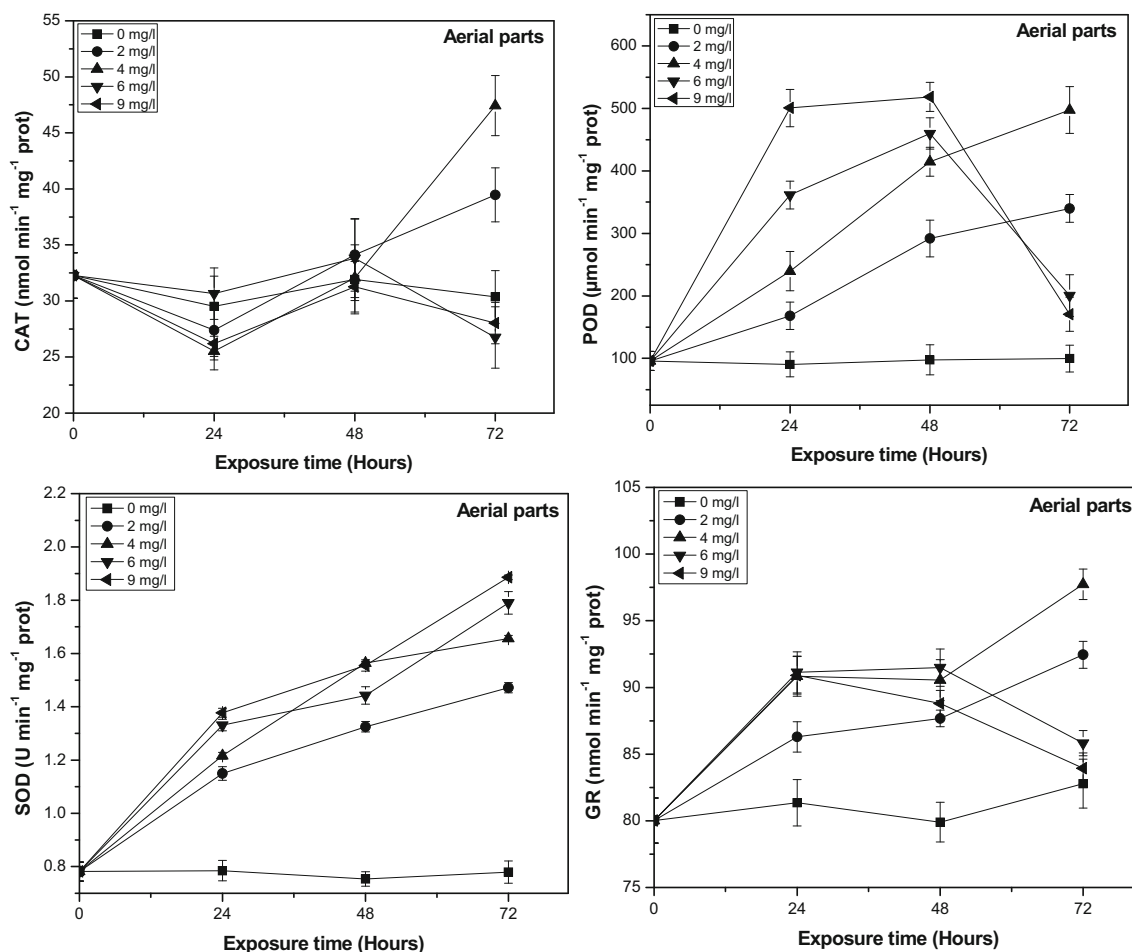 Aerial parts
0 mg/l
2 mg/l
4 mg/l
6 mg/l
9 mg/l
CAT (nmol min⁻¹ mg⁻¹ prot)
55
50
45
40
35
30
25
20
0 24 48 72
Exposure time (Hours)
Aerial parts
0 mg/l
2 mg/l
4 mg/l
6 mg/l
9 mg/l
POD (µmol min⁻¹ mg⁻¹ prot)
600
500
400
300
200
100
0 24 48 72
Exposure time (Hours)
Aerial parts
0 mg/l
2 mg/l
4 mg/l
6 mg/l
9 mg/l
SOD (U min⁻¹ mg⁻¹ prot)
2.2
2.0
1.8
1.6
1.4
1.2
1.0
0.8
0 24 48 72
Exposure time (Hours)
Aerial parts
0 mg/l
2 mg/l
4 mg/l
6 mg/l
9 mg/l
GR (nmol min⁻¹ mg⁻¹ prot)
105
100
95
90
85
80
75
0 24 48 72
Exposure time (Hours)